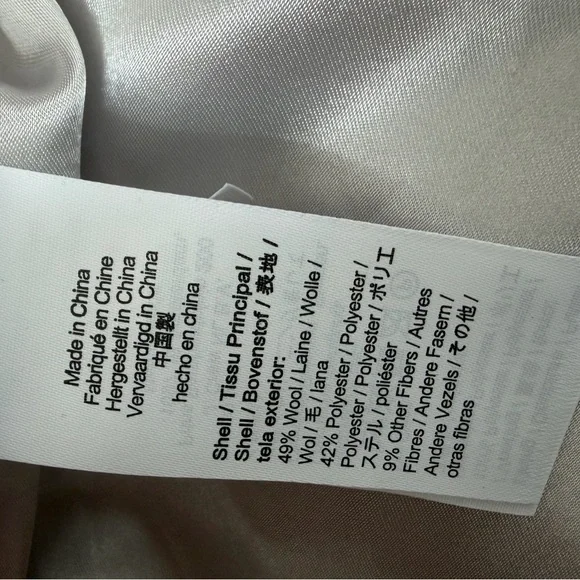 Made in China
Fabriqué en Chine
Hergestellt in China
Vervaardigd in China
中国製
hecho en china
Shell / Tissu Principal /
Shell / Bovenstof / 表地 /
tela exterior:
49% Wool / Laine / Wolle /
Wol / 毛 / lana
42% Polyester / Polyester /
Polyester / Polyester / ポリエ
ステル / poliéster
9% Other Fibers / Autres
Fibres / Andere Fasern /
Andere Vezels / その他 /
otras fibras